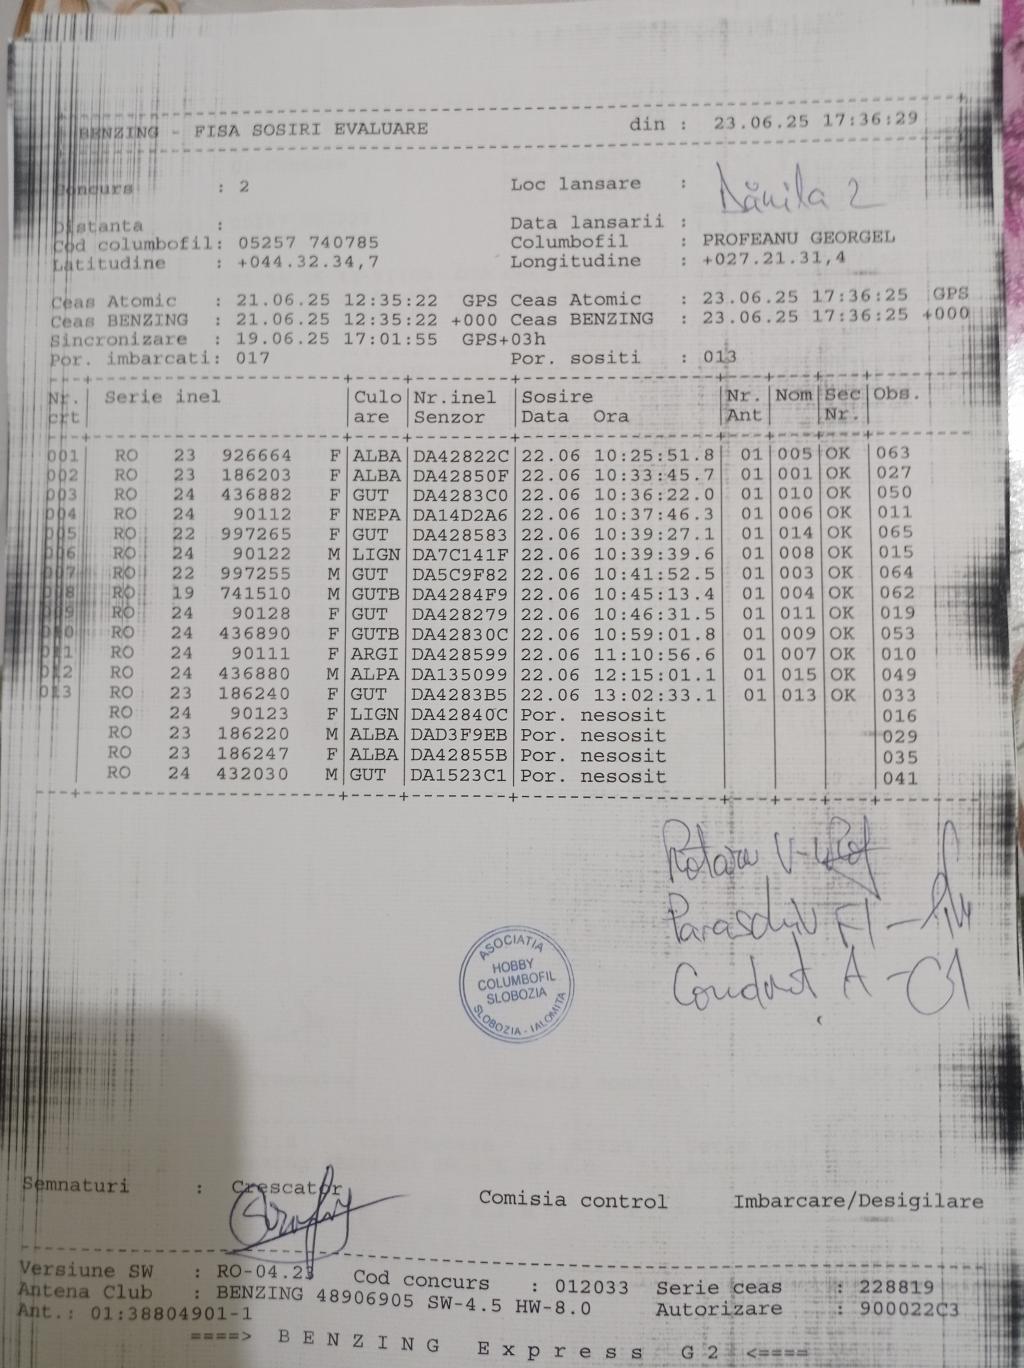 BENZING - FISA SOSIRI EVALUARE din : 23.06.25 17:36:29
Concurs : 2 Loc lansare : Dănila 2
Distanta : Data lansarii :
Cod columbofil: 05257 740785 Columbofil : PROFEANU GEORGEL
Latitudine : +044.32.34,7 Longitudine : +027.21.31,4
Ceas Atomic : 21.06.25 12:35:22 GPS Ceas Atomic : 23.06.25 17:36:25 GPS
Ceas BENZING : 21.06.25 12:35:22 +000 Ceas BENZING : 23.06.25 17:36:25 +000
Sincronizare : 19.06.25 17:01:55 GPS+03h
Por. imbarcati: 017 Por. sositi : 013
Nr. Serie inel Culo Nr.inel Sosire Nr. Nom Sec Obs.
crt are Senzor Data Ora Ant Nr.
001 RO 23 926664 F ALBA DA42822C 22.06 10:25:51.8 01 005 OK 063
002 RO 23 186203 F ALBA DA42850F 22.06 10:33:45.7 01 001 OK 027
003 RO 24 436882 F GUT DA4283C0 22.06 10:36:22.0 01 010 OK 050
004 RO 24 90112 F NEPA DA14D2A6 22.06 10:37:46.3 01 006 OK 011
005 RO 22 997265 F GUT DA428583 22.06 10:39:27.1 01 014 OK 065
006 RO 24 90122 M LIGN DA7C141F 22.06 10:39:39.6 01 008 OK 015
007 RO 22 997255 M GUT DA5C9F82 22.06 10:41:52.5 01 003 OK 064
008 RO 19 741510 M GUTB DA4284F9 22.06 10:45:13.4 01 004 OK 062
009 RO 24 90128 F GUT DA428279 22.06 10:46:31.5 01 011 OK 019
010 RO 24 436890 F GUTB DA42830C 22.06 10:59:01.8 01 009 OK 053
011 RO 24 90111 F ARGI DA428599 22.06 11:10:56.6 01 007 OK 010
012 RO 24 436880 M ALPA DA135099 22.06 12:15:01.1 01 015 OK 049
013 RO 23 186240 F GUT DA4283B5 22.06 13:02:33.1 01 013 OK 033
RO 24 90123 F LIGN DA42840C Por. nesosit 016
RO 23 186220 M ALBA DAD3F9EB Por. nesosit 029
RO 23 186247 F ALBA DA42855B Por. nesosit 035
RO 24 432030 M GUT DA1523C1 Por. nesosit 041
Rotaru V-
Paraschiv Fl -
A -
ASOCIATIA
HOBBY
COLUMBOFIL
SLOBOZIA
SLOBOZIA - IALOMITA
Semnaturi : Crescator Comisia control Imbarcare/Desigilare
Versiune SW : RO-04.23 Cod concurs : 012033 Serie ceas : 228819
Antena Club : BENZING 48906905 SW-4.5 HW-8.0 Autorizare : 900022C3
Ant.: 01:38804901-1
====> B E N Z I N G E x p r e s s G 2 <====